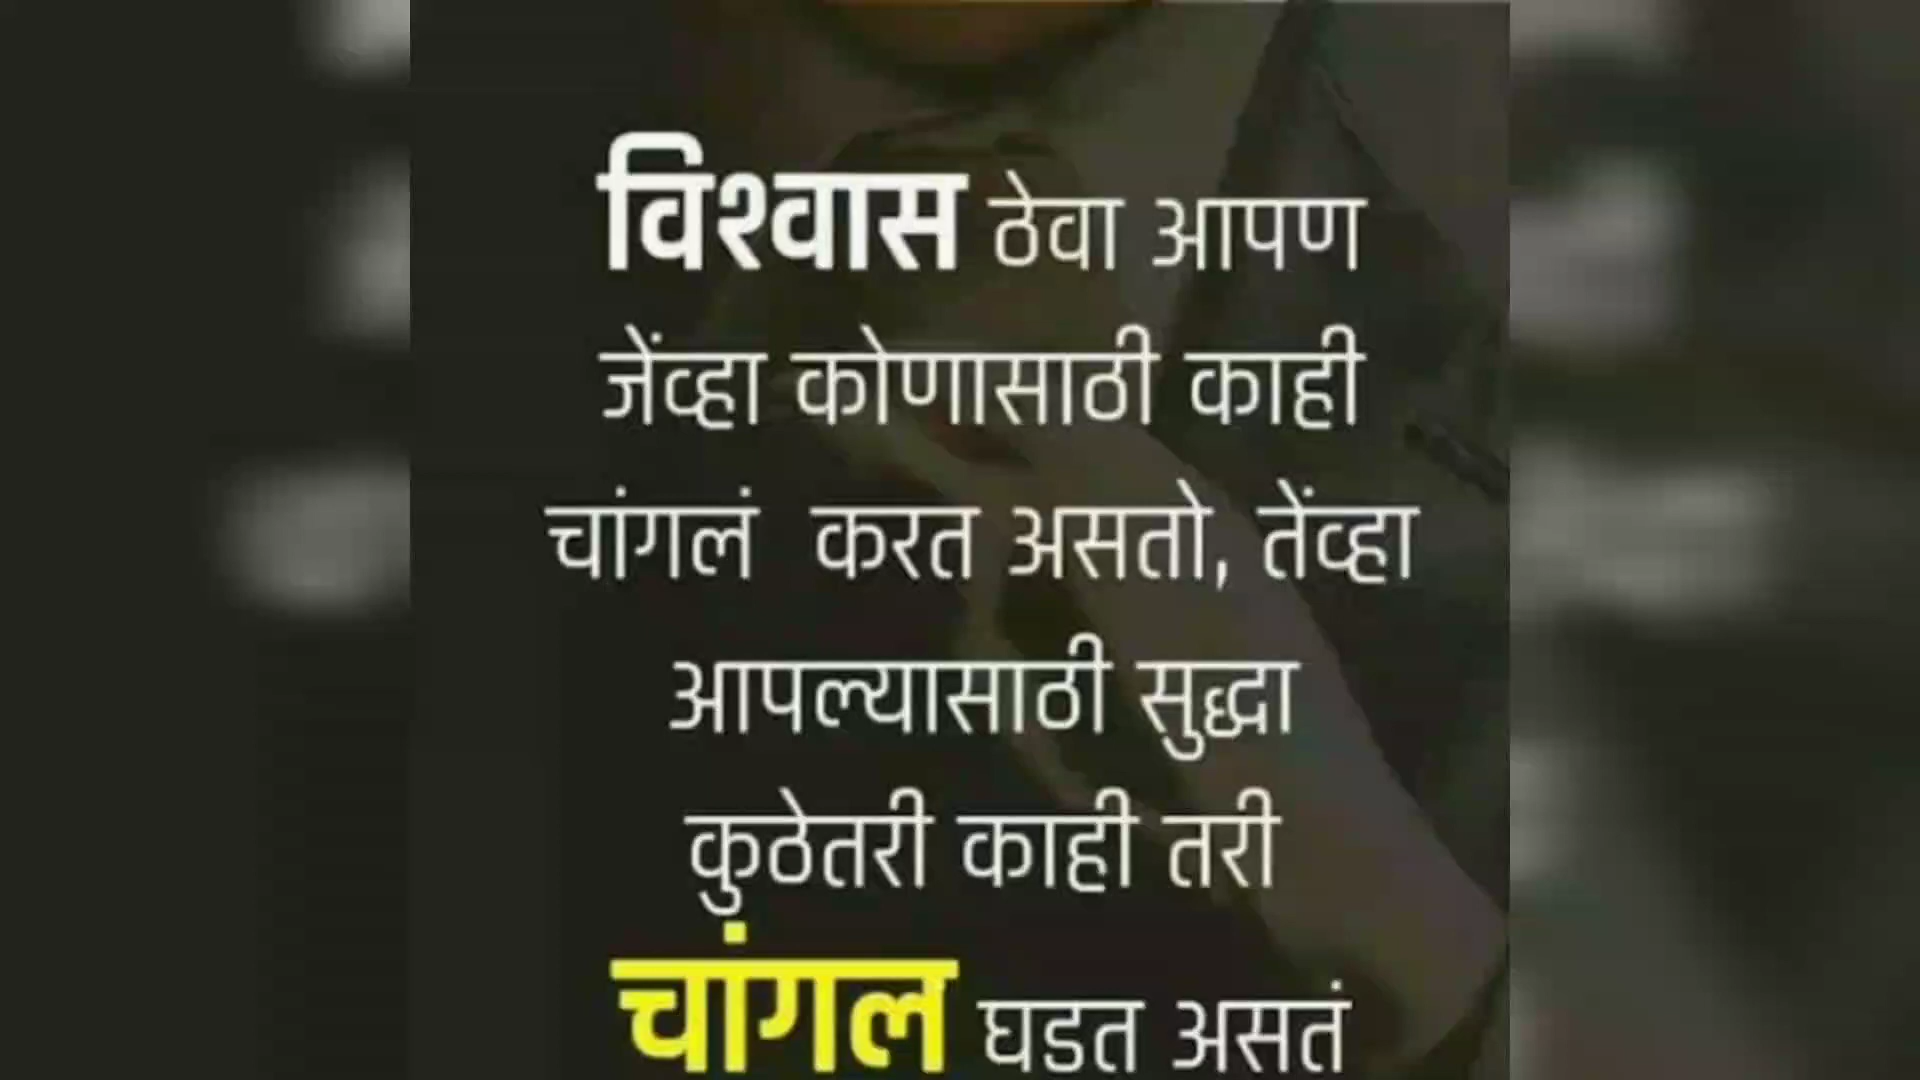 विश्वास ठेवा आपण
जेंव्हा कोणासाठी काही
चांगलं करत असतो, तेंव्हा
आपल्यासाठी सुद्धा
कुठेतरी काही तरी
चांगल घडत असतं